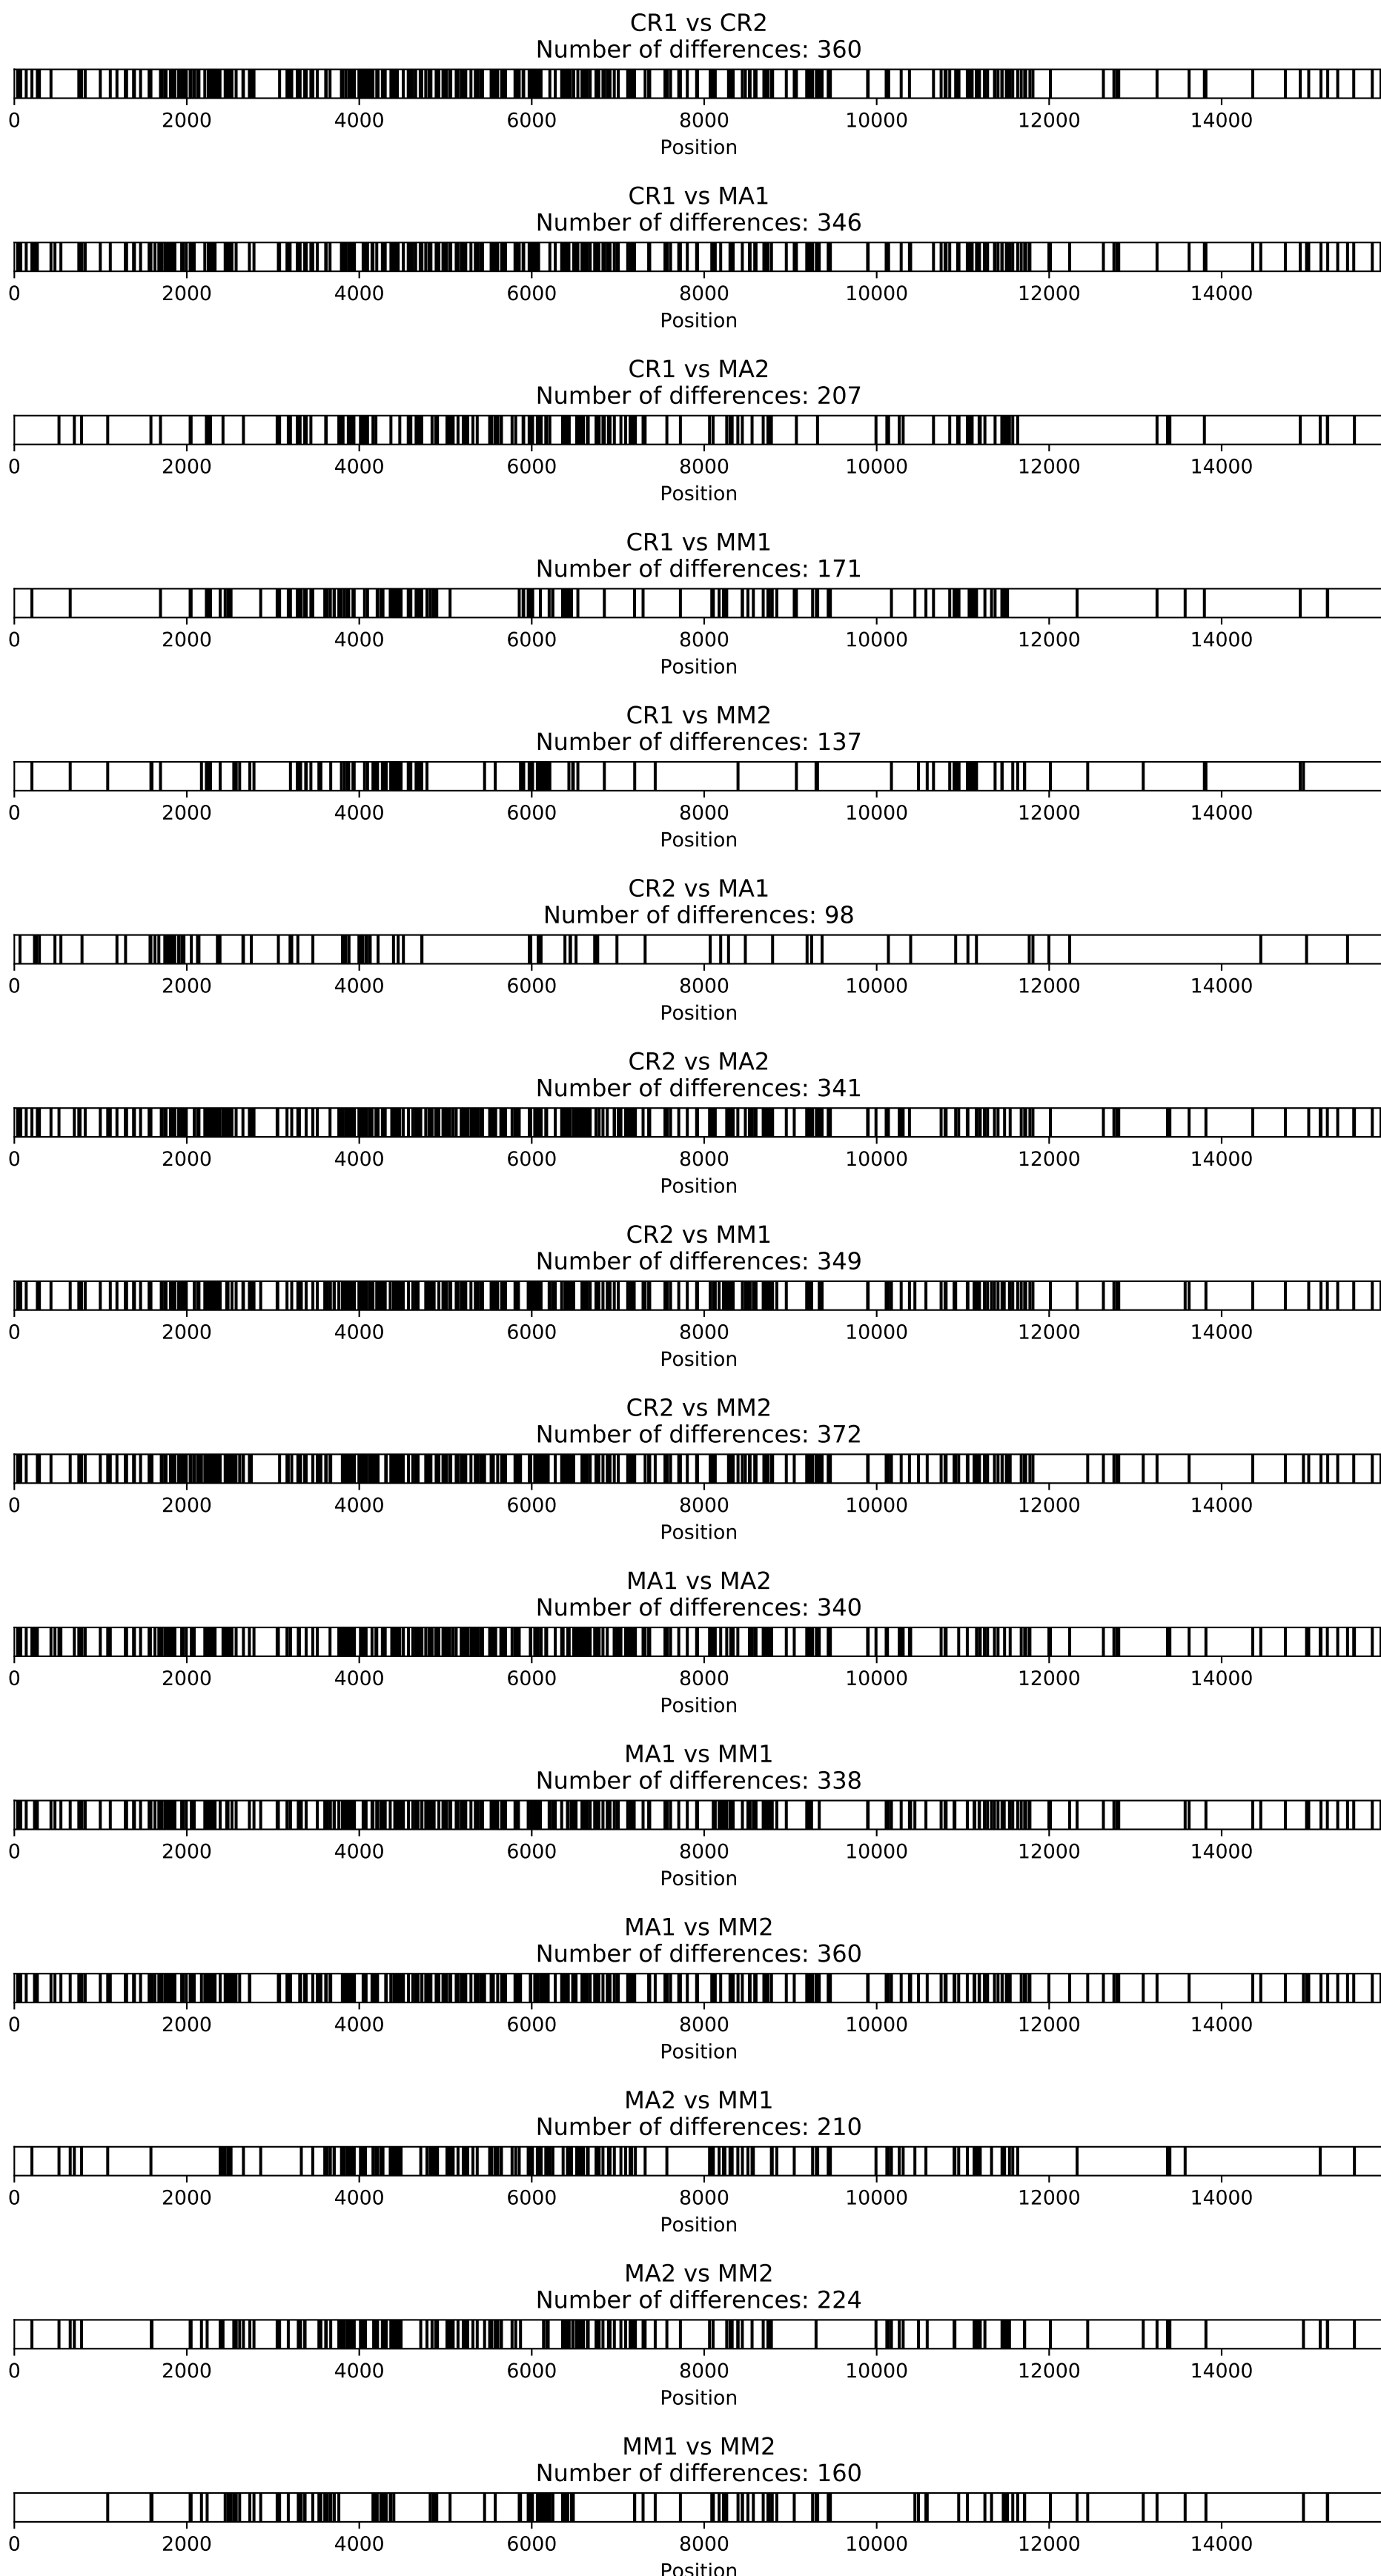 CR1 vs CR2
Number of differences: 360
0 2000 4000 6000 8000 10000 12000 14000
Position
CR1 vs MA1
Number of differences: 346
0 2000 4000 6000 8000 10000 12000 14000
Position
CR1 vs MA2
Number of differences: 207
0 2000 4000 6000 8000 10000 12000 14000
Position
CR1 vs MM1
Number of differences: 171
0 2000 4000 6000 8000 10000 12000 14000
Position
CR1 vs MM2
Number of differences: 137
0 2000 4000 6000 8000 10000 12000 14000
Position
CR2 vs MA1
Number of differences: 98
0 2000 4000 6000 8000 10000 12000 14000
Position
CR2 vs MA2
Number of differences: 341
0 2000 4000 6000 8000 10000 12000 14000
Position
CR2 vs MM1
Number of differences: 349
0 2000 4000 6000 8000 10000 12000 14000
Position
CR2 vs MM2
Number of differences: 372
0 2000 4000 6000 8000 10000 12000 14000
Position
MA1 vs MA2
Number of differences: 340
0 2000 4000 6000 8000 10000 12000 14000
Position
MA1 vs MM1
Number of differences: 338
0 2000 4000 6000 8000 10000 12000 14000
Position
MA1 vs MM2
Number of differences: 360
0 2000 4000 6000 8000 10000 12000 14000
Position
MA2 vs MM1
Number of differences: 210
0 2000 4000 6000 8000 10000 12000 14000
Position
MA2 vs MM2
Number of differences: 224
0 2000 4000 6000 8000 10000 12000 14000
Position
MM1 vs MM2
Number of differences: 160
0 2000 4000 6000 8000 10000 12000 14000
Position